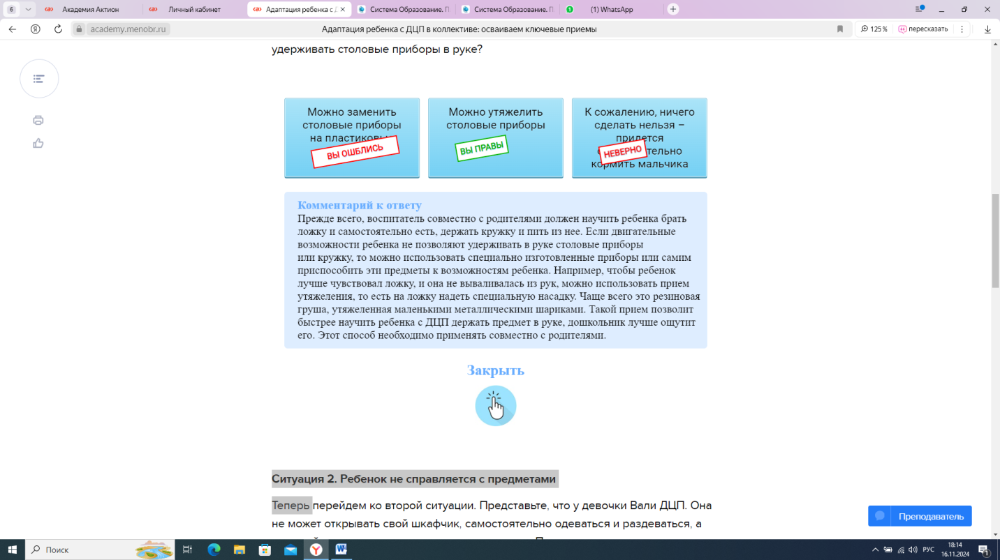 6
Академия Актион
Личный кабинет
Адаптация ребенка с Д
Система Образование. П
Система Образование. П
1
(1) WhatsApp
Я
academy.menobr.ru
Адаптация ребенка с ДЦП в коллективе: осваиваем ключевые приемы
125 %
пересказать
удерживать столовые приборы в руке?
Можно заменить
столовые приборы
на пластиковы
ВЫ ОШБЛИСЬ
Можно утяжелить
столовые приборы
ВЫ ПРАВЫ
К сожалению, ничего
сделать нельзя –
придется
тельно
НЕВЕРНО
кормить мальчика
Комментарий к ответу
Прежде всего, воспитатель совместно с родителями должен научить ребенка брать
ложку и самостоятельно есть, держать кружку и пить из нее. Если двигательные
возможности ребенка не позволяют удерживать в руке столовые приборы
или кружку, то можно использовать специально изготовленные приборы или самим
приспособить эти предметы к возможностям ребенка. Например, чтобы ребенок
лучше чувствовал ложку, и она не вываливалась из рук, можно использовать прием
утяжеления, то есть на ложку надеть специальную насадку. Чаще всего это резиновая
груша, утяжеленная маленькими металлическими шариками. Такой прием позволит
быстрее научить ребенка с ДЦП держать предмет в руке, дошкольник лучше ощутит
его. Этот способ необходимо применять совместно с родителями.
Закрыть
Ситуация 2. Ребенок не справляется с предметами
Теперь перейдем ко второй ситуации. Представьте, что у девочки Вали ДЦП. Она
не может открывать свой шкафчик, самостоятельно одеваться и раздеваться, а
Преподаватель
Поиск
РУС
18:14
16.11.2024
1